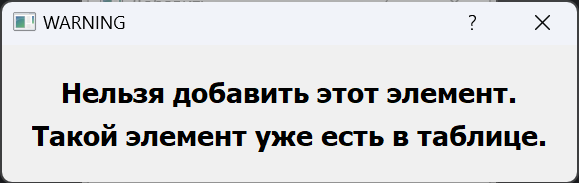 WARNING
?
Нельзя добавить этот элемент.
Такой элемент уже есть в таблице.